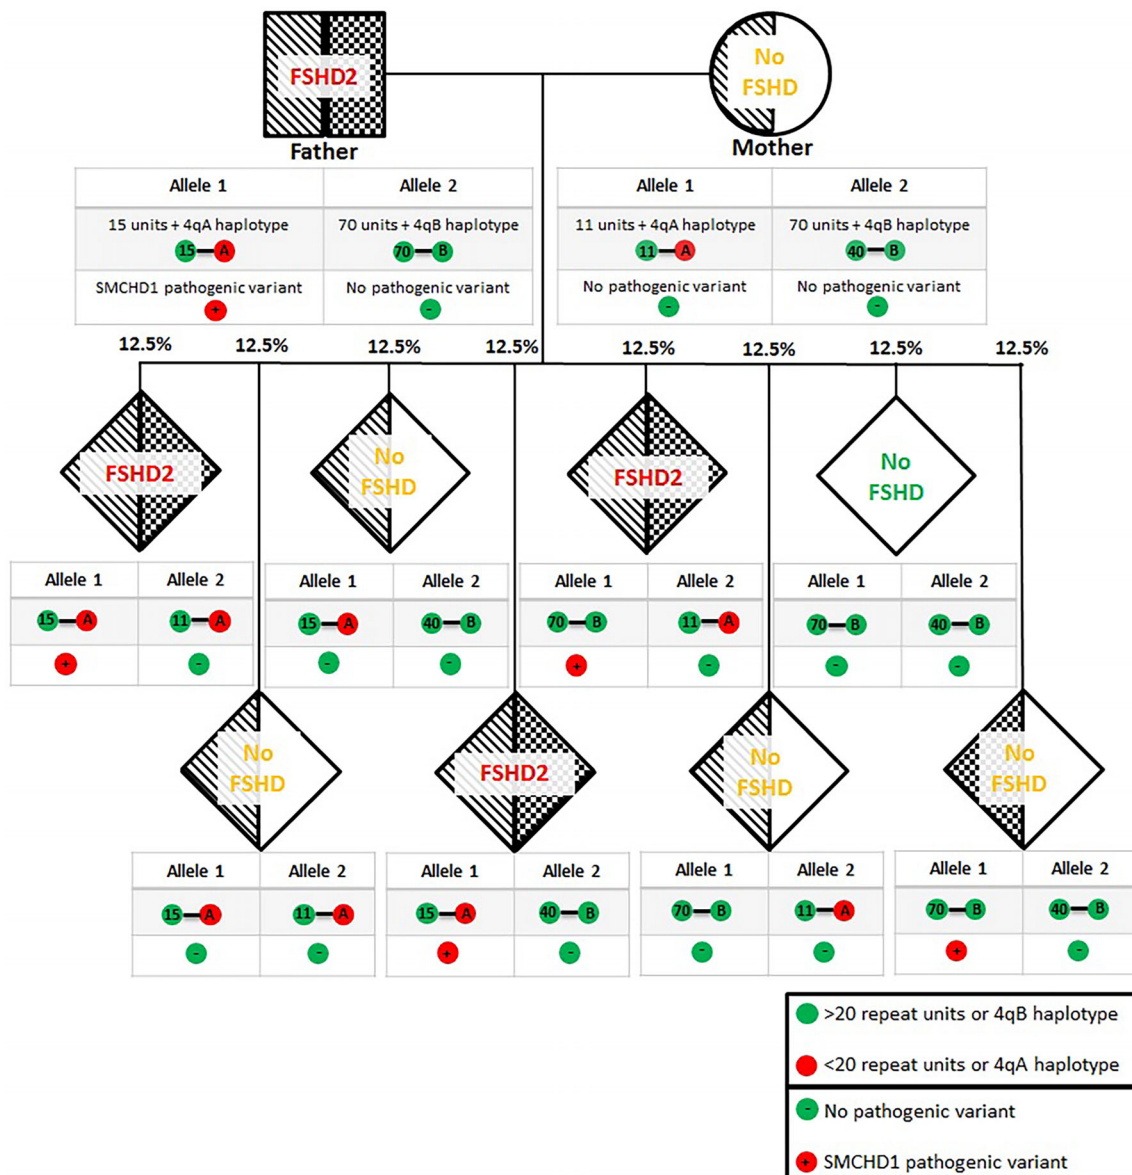 FSHD2
No
FSHD
Father
Mother
Allele 1
Allele 2
Allele 1
Allele 2
15 units + 4qA haplotype
70 units + 4qB haplotype
11 units + 4qA haplotype
70 units + 4qB haplotype
15 A
70 B
11 A
40 B
SMCHD1 pathogenic variant
No pathogenic variant
No pathogenic variant
No pathogenic variant
+
-
-
-
12.5%
12.5%
12.5%
12.5%
12.5%
12.5%
12.5%
12.5%
FSHD2
No
FSHD
FSHD2
No
FSHD
Allele 1
Allele 2
Allele 1
Allele 2
Allele 1
Allele 2
Allele 1
Allele 2
15 A
11 A
15 A
40 B
70 B
11 A
70 B
40 B
+
-
-
-
+
-
-
-
No
FSHD
FSHD2
No
FSHD
No
FSHD
Allele 1
Allele 2
Allele 1
Allele 2
Allele 1
Allele 2
Allele 1
Allele 2
15 A
11 A
15 A
40 B
70 B
11 A
70 B
40 B
-
-
+
-
-
-
+
-
>20 repeat units or 4qB haplotype
<20 repeat units or 4qA haplotype
- No pathogenic variant
+ SMCHD1 pathogenic variant